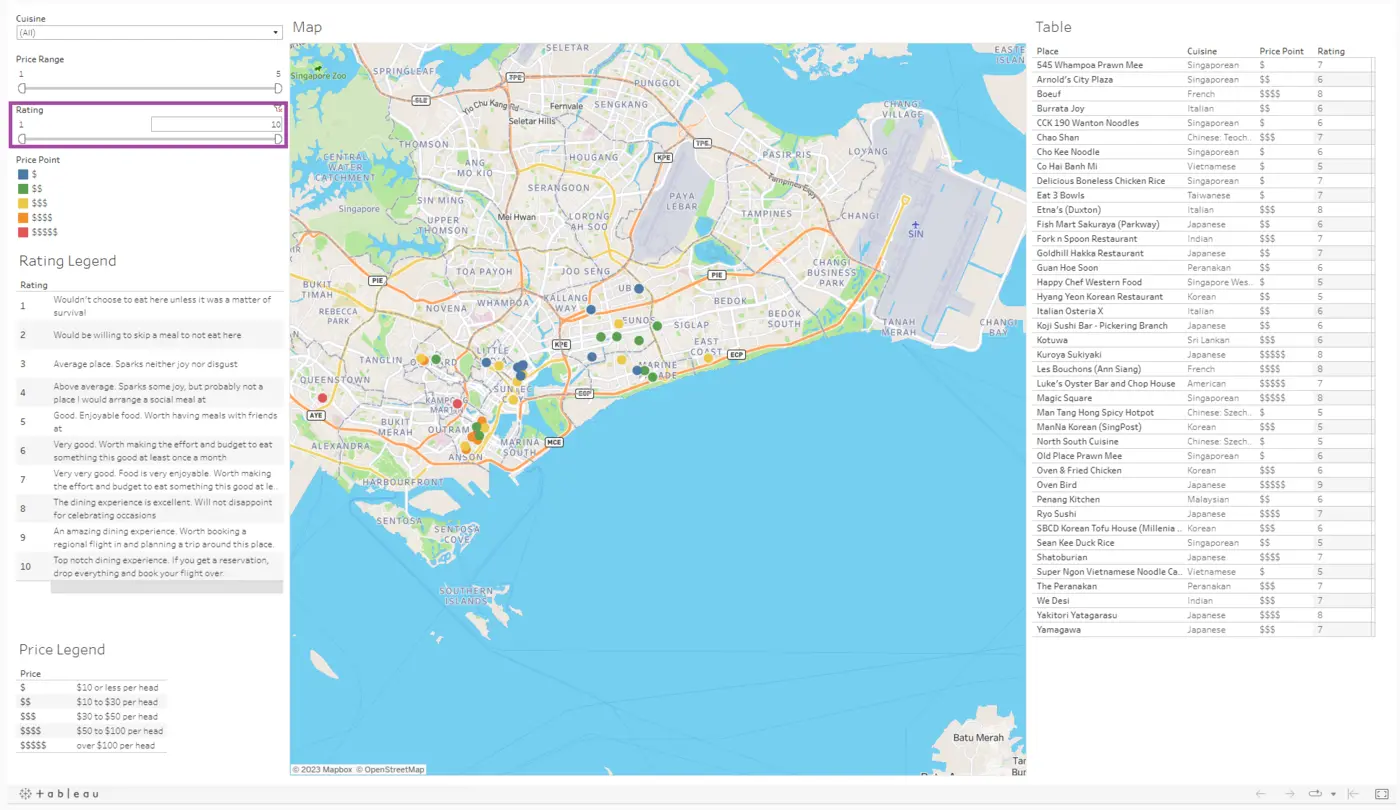 Cuisine
(All)
Price Range
1 5
Rating
1 10
Price Point
$
$$
$$$
$$$$
$$$$$
Rating Legend
Rating
1 Wouldn't choose to eat here unless it was a matter of
survival
2 Would be willing to skip a meal to not eat here
3 Average place. Sparks neither joy nor disgust
4 Above average. Sparks some joy, but probably not a
place I would arrange a social meal at
5 Good. Enjoyable food. Worth having meals with friends
at
6 Very good. Worth making the effort and budget to eat
something this good at least once a month
7 Very very good. Food is very enjoyable. Worth making
the effort and budget to eat something this good at le..
8 The dining experience is excellent. Will not disappoint
for celebrating occasions
9 An amazing dining experience. Worth booking a
regional flight in and planning a trip around this place.
10 Top notch dining experience. If you get a reservation,
drop everything and book your flight over.
Price Legend
Price
$ $10 or less per head
$$ $10 to $30 per head
$$$ $30 to $50 per head
$$$$ $50 to $100 per head
$$$$$ over $100 per head
Map
SELETAR
EASTE
ISLAN
Singapore Zoo
SPRINGLEAF
TPE
PUNGGOL
SLE
Yio Chu Kang Rd
Fernvale
SENGKANG
Seletar Hills
CHANGI
VILLAGE
THOMSON
TPE
CENTRAL
WATER
CATCHMENT
ANG
MO KIO
HOUGANG
KPE
PASIR RIS
LOYANG
SERANGOON
Tampines Expy
PAYA
LEBAR
Singapore
SIN MING
UPPER
THOMSON
Mei Hwan
LORONG
AH SOO
TAMPINES
CHANGI
SIN
TOA PAYOH
JOO SENG
CHANGI
BUSINESS
PARK
PIE
PIE
BUKIT
TIMAH
WHAMPOA
KALLANG
WAY
UB
BEDOK
REBECCA
PARK
NOVENA
EUNOS
SIGLAP
BEDOK
SOUTH
TANAH
MERAH
CHANGI
BAY
KPE
LITTLE
TANGLIN
EAST
COAST
ECP
MARINE
QUEENSTOWN
ECP
AYE
BUKIT
MERAH
OUTRAM
MARINA
SOUTH
MCE
ALEXANDRA
ANSON
HARBOURFRONT
SENTOSA
SENTOSA
COVE
SOUTHERN
ISLANDS
Batu Merah
© 2023 Mapbox © OpenStreetMap
Table
Place Cuisine Price Point Rating
545 Whampoa Prawn Mee Singaporean $ 7
Arnold's City Plaza Singaporean $$ 6
Boeuf French $$$$ 8
Burrata Joy Italian $$ 6
CCK 190 Wanton Noodles Singaporean $ 6
Chao Shan Chinese: Teoch.. $$$ 7
Cho Kee Noodle Singaporean $ 6
Co Hai Banh Mi Vietnamese $ 5
Delicious Boneless Chicken Rice Singaporean $ 7
Eat 3 Bowls Taiwanese $ 7
Etna's (Duxton) Italian $$$ 8
Fish Mart Sakuraya (Parkway) Japanese $$ 6
Fork n Spoon Restaurant Indian $$$ 7
Goldhill Hakka Restaurant Japanese $$ 7
Guan Hoe Soon Peranakan $$ 6
Happy Chef Western Food Singapore Wes.. $$ 5
Hyang Yeon Korean Restaurant Korean $$ 5
Italian Osteria X Italian $$ 6
Koji Sushi Bar - Pickering Branch Japanese $$ 6
Kotuwa Sri Lankan $$$ 6
Kuroya Sukiyaki Japanese $$$$$ 8
Les Bouchons (Ann Siang) French $$$$ 8
Luke's Oyster Bar and Chop House American $$$$$ 7
Magic Square Singaporean $$$$$ 8
Man Tang Hong Spicy Hotpot Chinese: Szech.. $ 5
ManNa Korean (SingPost) Korean $$$ 5
North South Cuisine Chinese: Szech.. $ 5
Old Place Prawn Mee Singaporean $ 6
Oven & Fried Chicken Korean $$$ 6
Oven Bird Japanese $$$$$ 9
Penang Kitchen Malaysian $$ 6
Ryo Sushi Japanese $$$$ 7
SBCD Korean Tofu House (Millenia .. Korean $$$ 6
Sean Kee Duck Rice Singaporean $$ 5
Shatoburian Japanese $$$$ 7
Super Ngon Vietnamese Noodle Ca.. Vietnamese $ 5
The Peranakan Peranakan $$$ 7
We Desi Indian $$$ 7
Yakitori Yatagarasu Japanese $$$$ 8
Yamagawa Japanese $$$ 7
+ableau